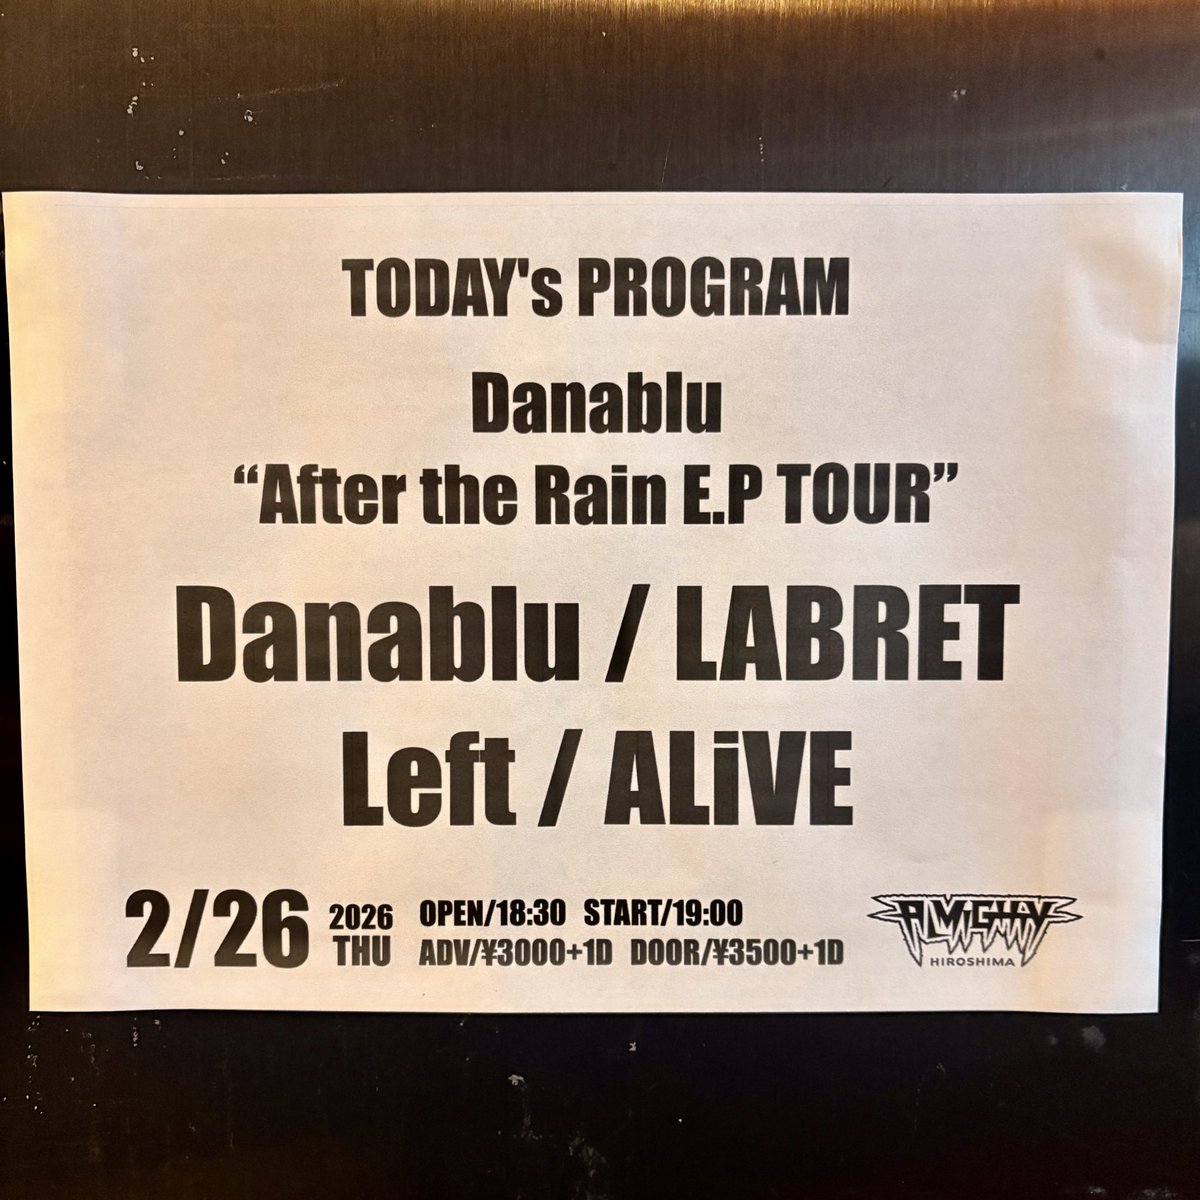 TODAY's PROGRAM
Danablu
“After the Rain E.P TOUR”
Danablu / LABRET
Left / ALiVE
2/26 2026 THU
OPEN/18:30 START/19:00
ADV/¥3000+1D DOOR/¥3500+1D
ALMIGHTY
HIROSHIMA